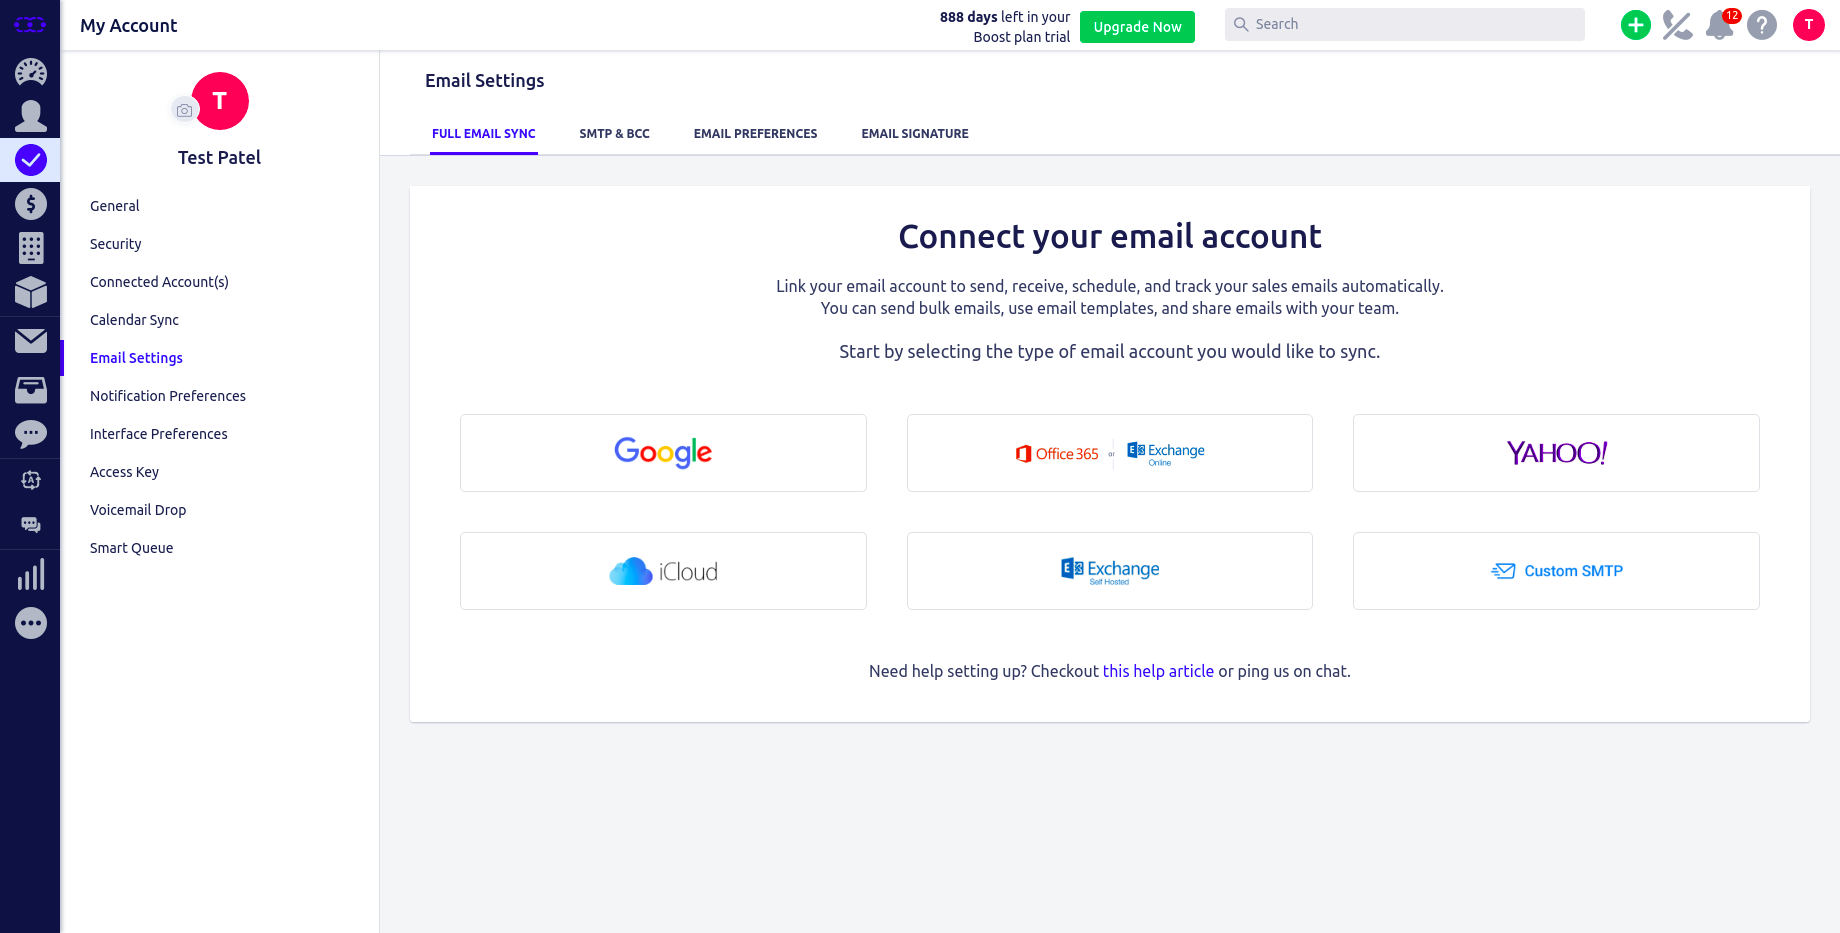 My Account
888 days left in your
Boost plan trial
Upgrade Now
Search
12
T
T
Test Patel
General
Security
Connected Account(s)
Calendar Sync
Email Settings
Notification Preferences
Interface Preferences
Access Key
Voicemail Drop
Smart Queue
Email Settings
FULL EMAIL SYNC
SMTP & BCC
EMAIL PREFERENCES
EMAIL SIGNATURE
Connect your email account
Link your email account to send, receive, schedule, and track your sales emails automatically.
You can send bulk emails, use email templates, and share emails with your team.
Start by selecting the type of email account you would like to sync.
Google
Office 365 or Exchange Online
YAHOO!
iCloud
Exchange
Self Hosted
Custom SMTP
Need help setting up? Checkout this help article or ping us on chat.